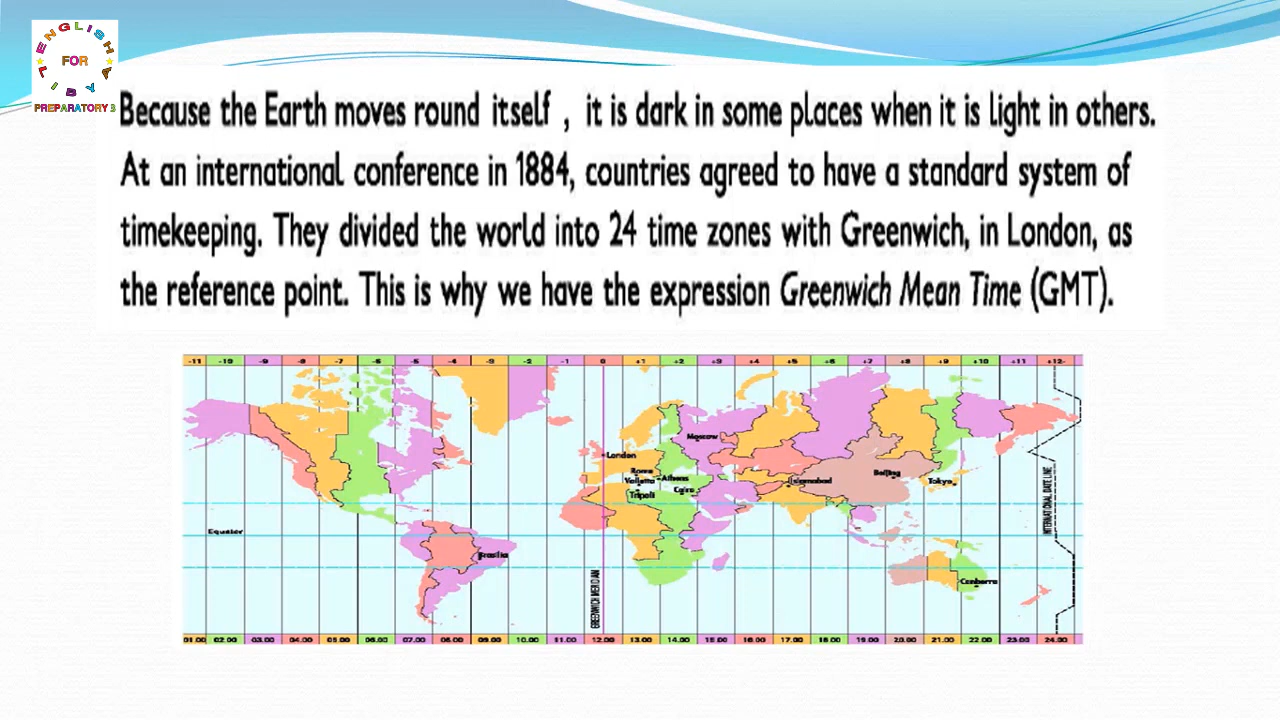 ENGLISH
FOR
LIBYA
PREPARATORY 3
Because the Earth moves round itself , it is dark in some places when it is light in others.
At an international conference in 1884, countries agreed to have a standard system of
timekeeping. They divided the world into 24 time zones with Greenwich, in London, as
the reference point. This is why we have the expression Greenwich Mean Time (GMT).
-11 -10 -9 -8 -7 -6 -5 -4 -3 -2 -1 0 +1 +2 +3 +4 +5 +6 +7 +8 +9 +10 +11 +12-
Moscow
London
Rome
Valletta Athens
Islamabad
Beijing
Tokyo
Cairo
Tripoli
INTERNATIONAL DATE LINE
Equator
Brasilia
GREENWICH MERIDIAN
Canberra
01.00 02.00 03.00 04.00 05.00 06.00 07.00 08.00 09.00 10.00 11.00 12.00 13.00 14.00 15.00 16.00 17.00 18.00 19.00 20.00 21.00 22.00 23.00 24.00